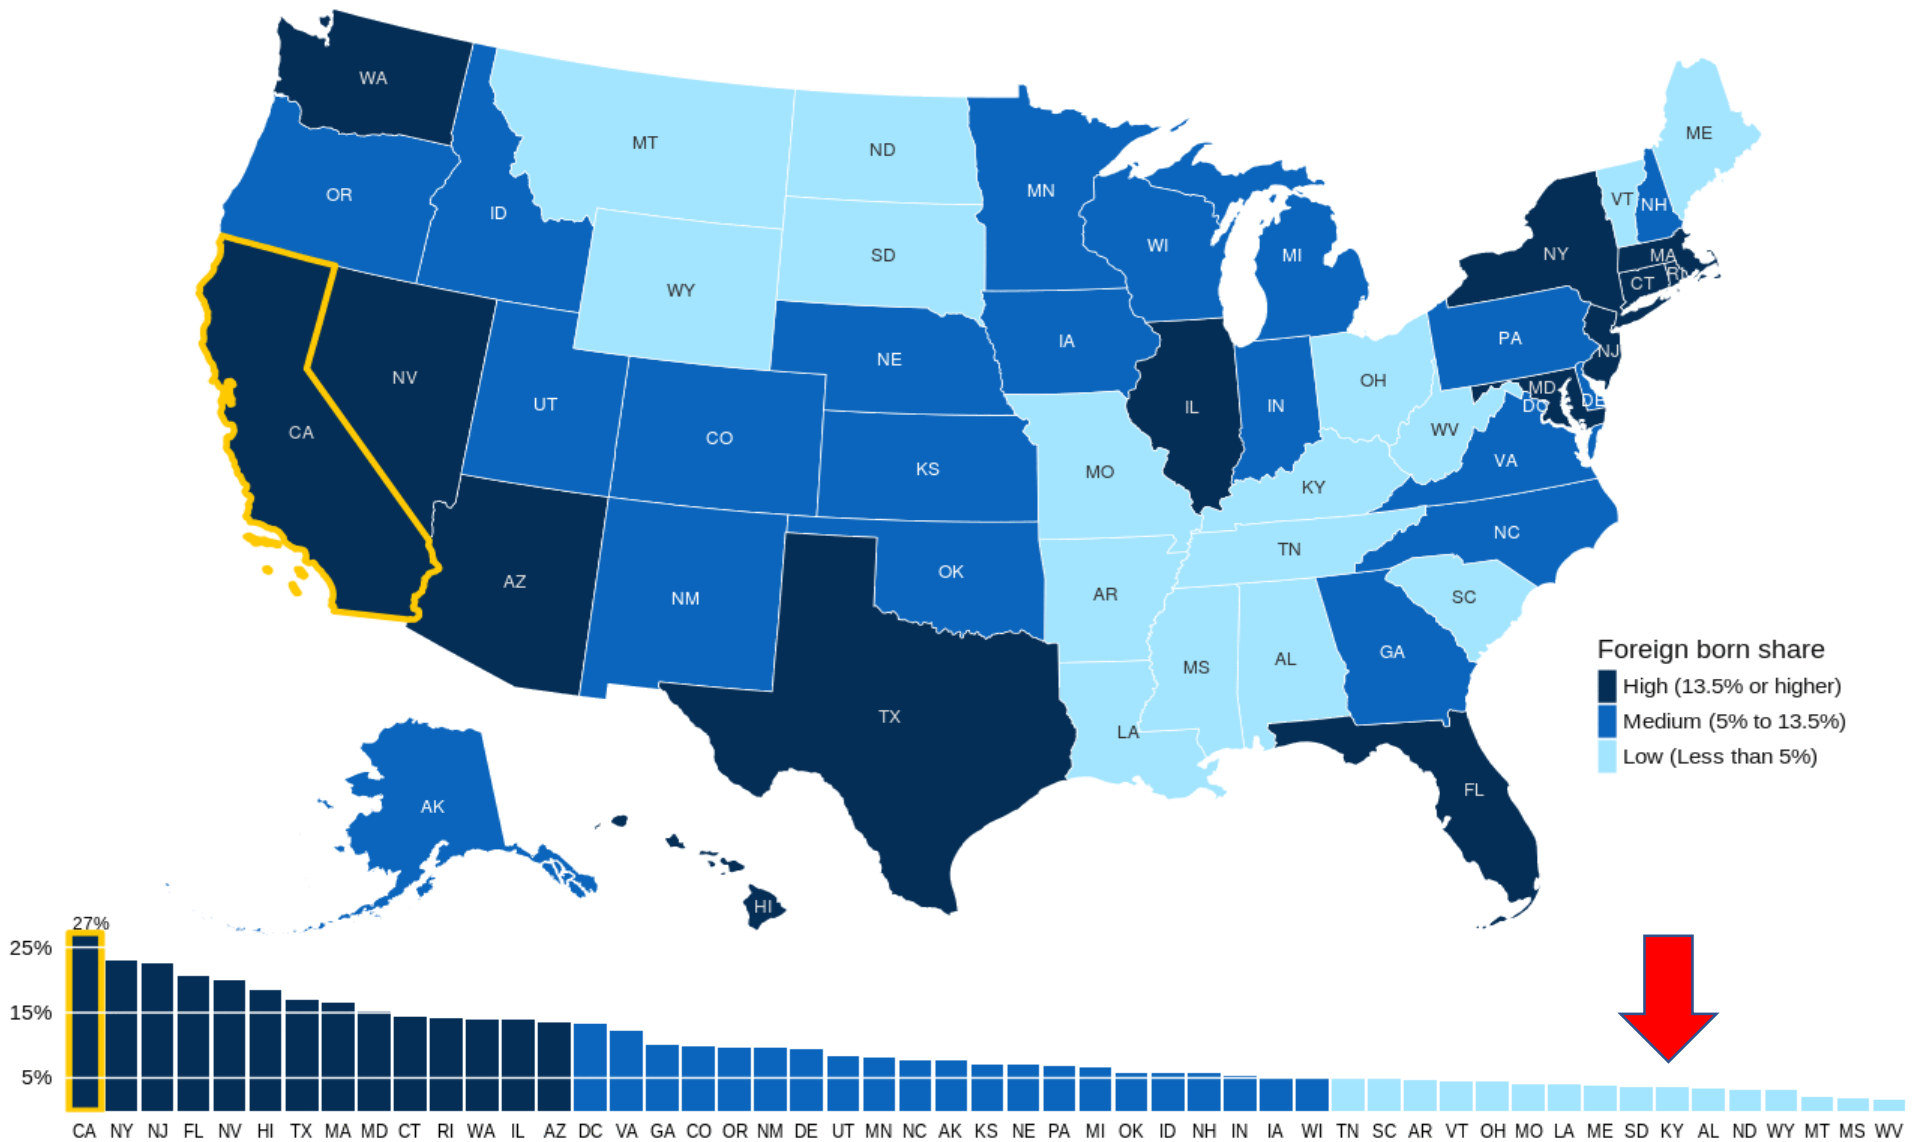 WA
MT
ND
ME
OR
ID
MN
VT
NH
WI
MI
NY
MA
SD
CT
RI
WY
PA
IA
NJ
NV
NE
OH
MD
UT
IL
IN
DC
DE
CA
CO
WV
KS
MO
VA
KY
NC
TN
AZ
OK
NM
AR
SC
GA
MS
AL
TX
LA
FL
AK
HI
Foreign born share
High (13.5% or higher)
Medium (5% to 13.5%)
Low (Less than 5%)
27%
25%
15%
5%
CA NY NJ FL NV HI TX MA MD CT RI WA IL AZ DC VA GA CO OR NM DE UT MN NC AK KS NE PA MI OK ID NH IN IA WI TN SC AR VT OH MO LA ME SD KY AL ND WY MT MS WV